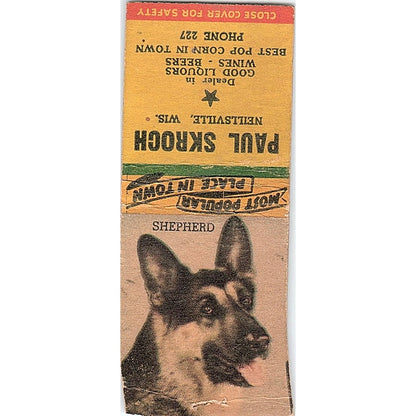 CLOSE COVER FOR SAFETY
PAUL SKROCH
NEILLSVILLE, WIS.
Dealer in
GOOD LIQUORS
WINES - BEERS
BEST POP CORN IN TOWN
PHONE 227
MOST POPULAR
PLACE IN TOWN
SHEPHERD